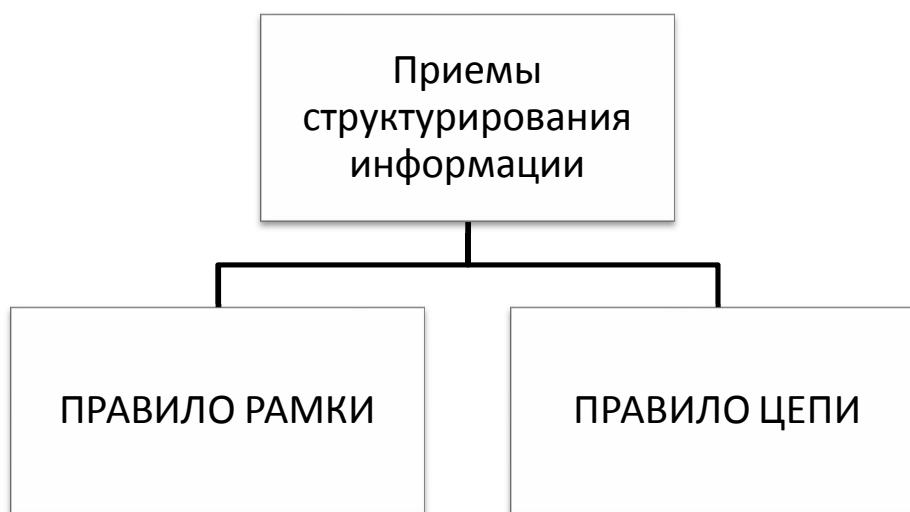 Приемы
структурирования
информации
ПРАВИЛО РАМКИ
ПРАВИЛО ЦЕПИ